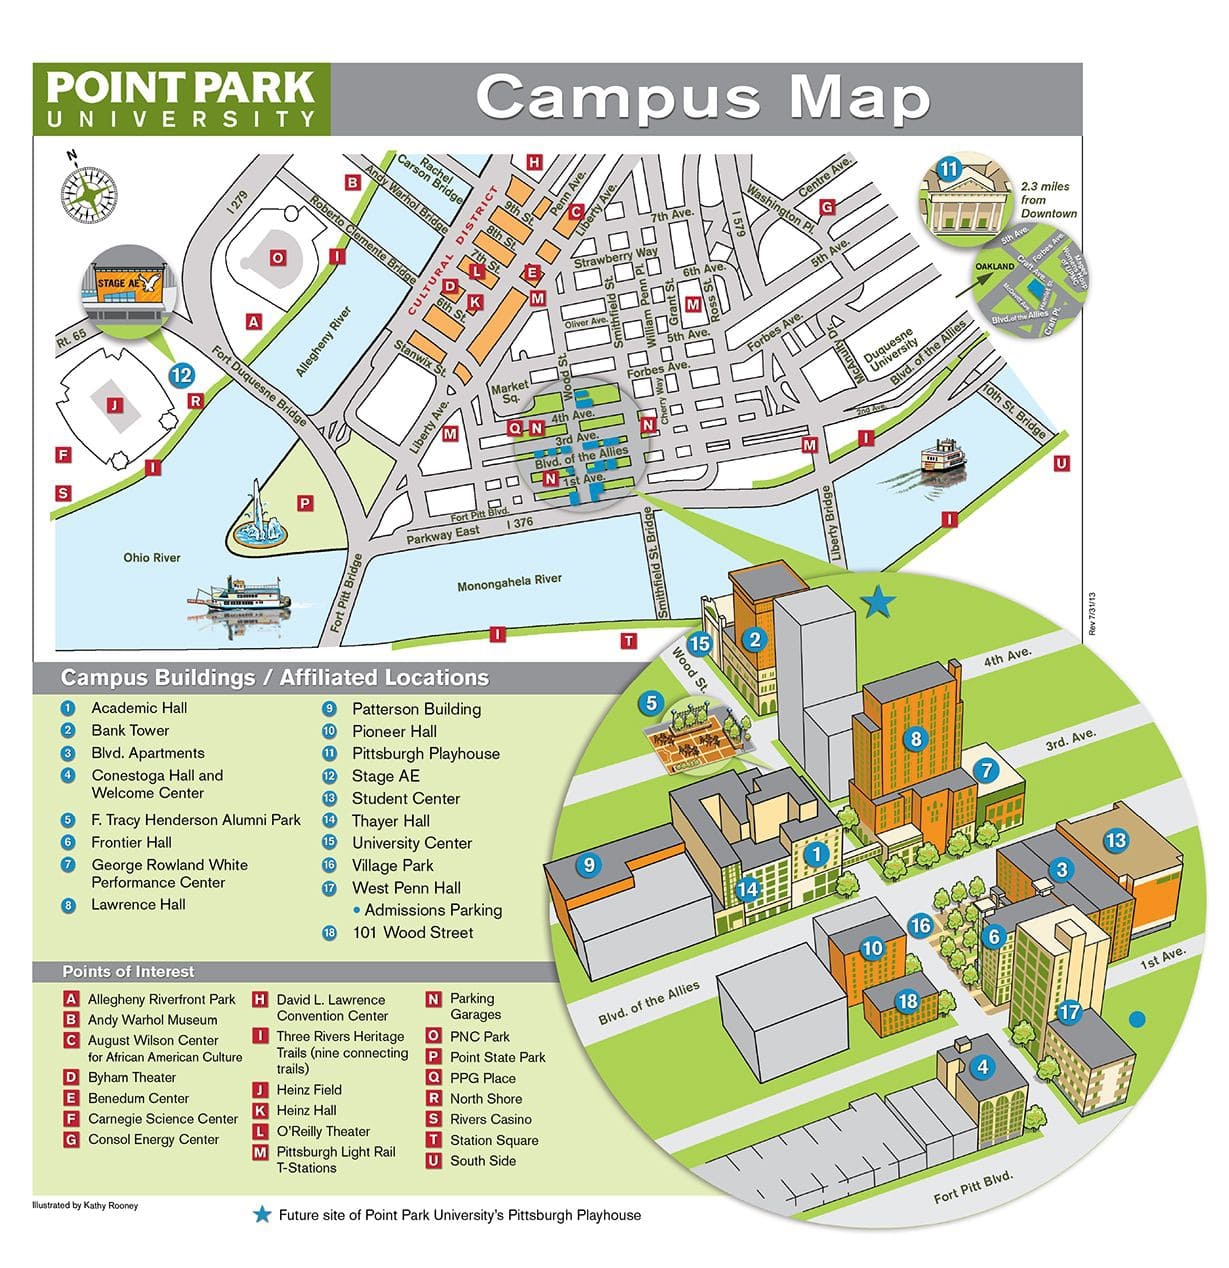 POINT PARK
UNIVERSITY
Campus Map
N
I 279
B
Andy Warhol Bridge
Rachel
Carson Bridge
Roberto Clemente Bridge
H
CULTURAL DISTRICT
9th St.
8th St.
7th St.
6th St.
Penn Ave.
Liberty Ave.
C
7th Ave.
I 579
Washington Pl.
Centre Ave.
G
5th Ave.
11
2.3 miles
from
Downtown
5th Ave.
Forbes Ave.
Craft Ave.
OAKLAND
Blvd. of the Allies
Craft Pl.
STAGE AE
O
I
A
Allegheny River
L
D
K
E
M
Strawberry Way
Smithfield St.
William Penn Pl.
Grant St.
Ross St.
6th Ave.
M
Oliver Ave.
5th Ave.
Forbes Ave.
Forbes Ave.
McAnulty Dr.
Duquesne
University
Blvd. of the Allies
2nd Ave.
10th St. Bridge
Rt. 65
12
J
R
F
S
I
Fort Duquesne Bridge
Stanwix St.
Liberty Ave.
Market
Sq.
Wood St.
Cherry Way
4th Ave.
3rd Ave.
Blvd. of the Allies
1st Ave.
M
Q
N
N
N
M
I
U
I
P
Fort Pitt Blvd.
Parkway East
I 376
Ohio River
Fort Pitt Bridge
Monongahela River
Smithfield St. Bridge
Liberty Bridge
I
T
Rev 7/31/13
Campus Buildings / Affiliated Locations
1 Academic Hall
2 Bank Tower
3 Blvd. Apartments
4 Conestoga Hall and
Welcome Center
5 F. Tracy Henderson Alumni Park
6 Frontier Hall
7 George Rowland White
Performance Center
8 Lawrence Hall
9 Patterson Building
10 Pioneer Hall
11 Pittsburgh Playhouse
12 Stage AE
13 Student Center
14 Thayer Hall
15 University Center
16 Village Park
17 West Penn Hall
• Admissions Parking
18 101 Wood Street
Points of Interest
A Allegheny Riverfront Park
B Andy Warhol Museum
C August Wilson Center
for African American Culture
D Byham Theater
E Benedum Center
F Carnegie Science Center
G Consol Energy Center
H David L. Lawrence
Convention Center
I Three Rivers Heritage
Trails (nine connecting
trails)
J Heinz Field
K Heinz Hall
L O'Reilly Theater
M Pittsburgh Light Rail
T-Stations
N Parking
Garages
O PNC Park
P Point State Park
Q PPG Place
R North Shore
S Rivers Casino
T Station Square
U South Side
15
2
Wood St.
5
4th Ave.
8
3rd. Ave.
7
9
1
14
13
3
16
6
10
18
17
4
1st Ave.
Blvd. of the Allies
Fort Pitt Blvd.
Illustrated by Kathy Rooney
Future site of Point Park University's Pittsburgh Playhouse